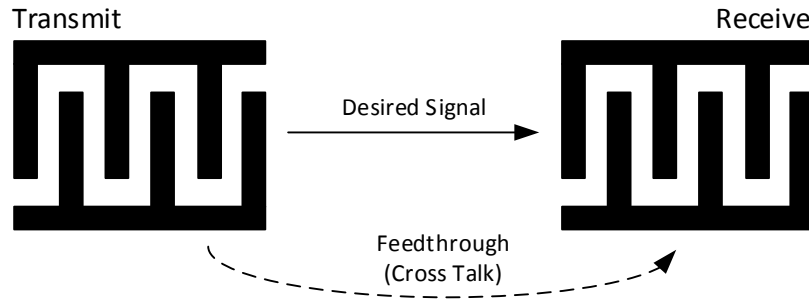 Transmit
Receive
Desired Signal
Feedthrough
(Cross Talk)